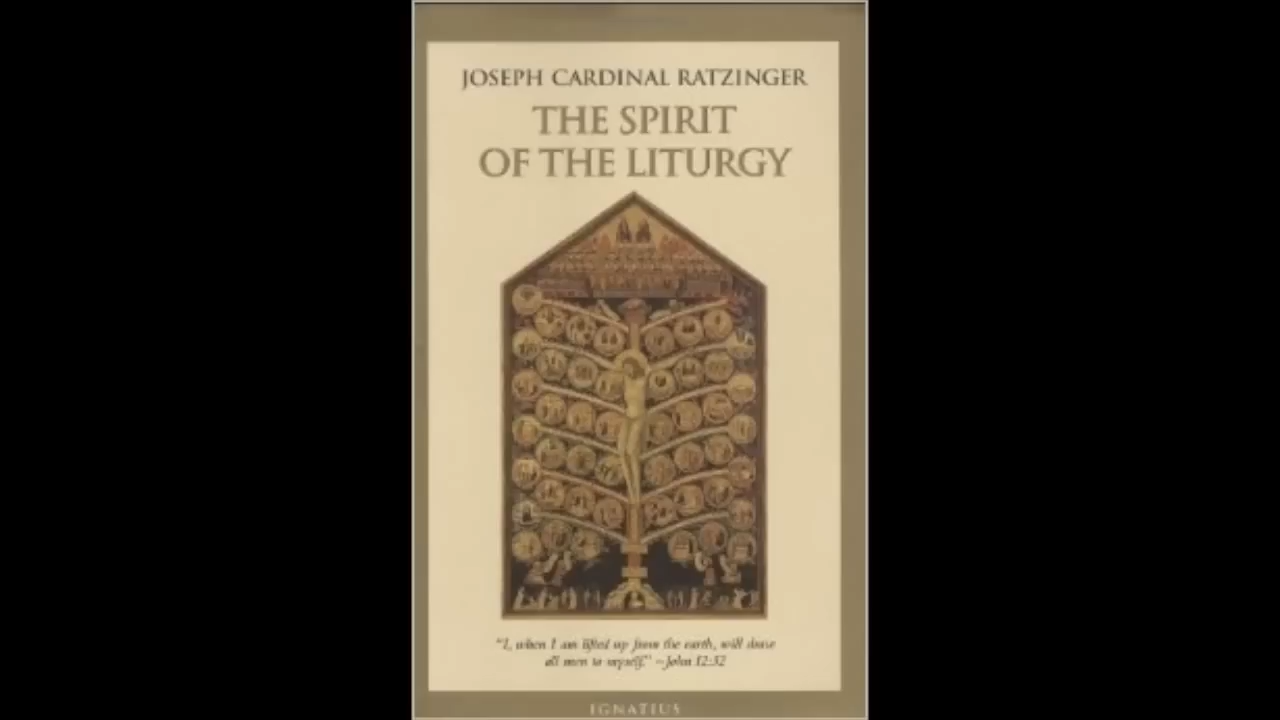 JOSEPH CARDINAL RATZINGER
THE SPIRIT
OF THE LITURGY
"I, when I am lifted up from the earth, will draw
all men to myself." –John 12:32
IGNATIUS